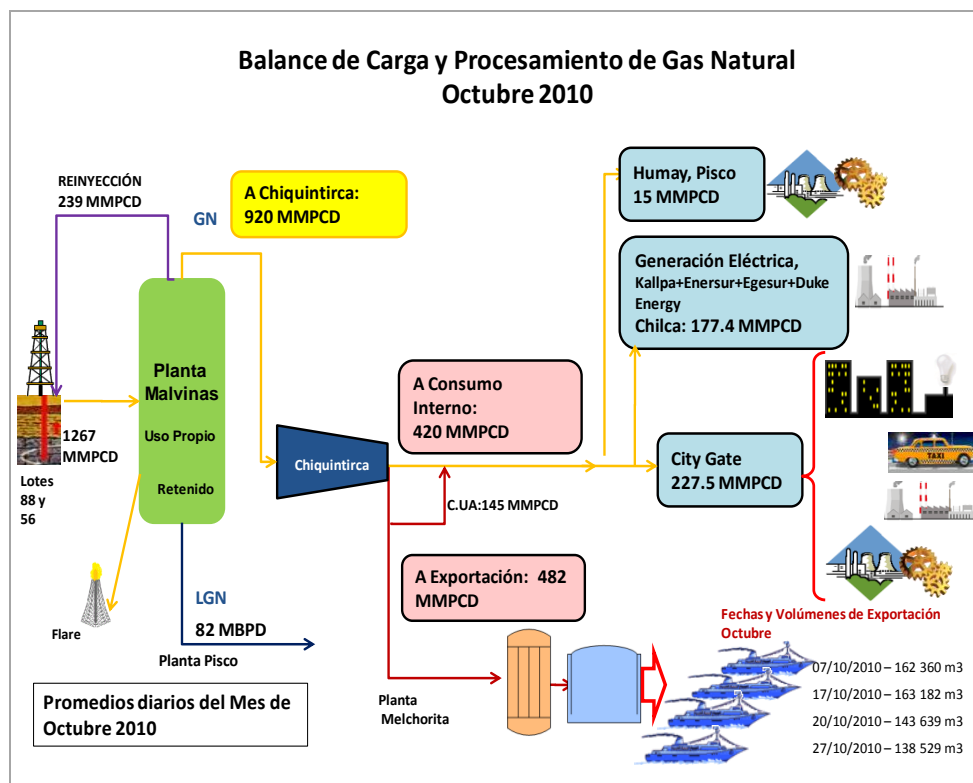 Balance de Carga y Procesamiento de Gas Natural
Octubre 2010
REINYECCIÓN
239 MMPCD
GN
A Chiquintirca:
920 MMPCD
Humay, Pisco
15 MMPCD
Generación Eléctrica,
Kallpa+Enersur+Egesur+Duke
Energy
Chilca: 177.4 MMPCD
Planta
Malvinas
Uso Propio
Retenido
1267
MMPCD
Lotes
88 y
56
A Consumo
Interno:
420 MMPCD
Chiquintirca
City Gate
227.5 MMPCD
TAXI
C.UA:145 MMPCD
A Exportación: 482
MMPCD
Flare
LGN
82 MBPD
Planta Pisco
Planta
Melchorita
Fechas y Volúmenes de Exportación
Octubre
07/10/2010 – 162 360 m3
17/10/2010 – 163 182 m3
20/10/2010 – 143 639 m3
27/10/2010 – 138 529 m3
Promedios diarios del Mes de
Octubre 2010